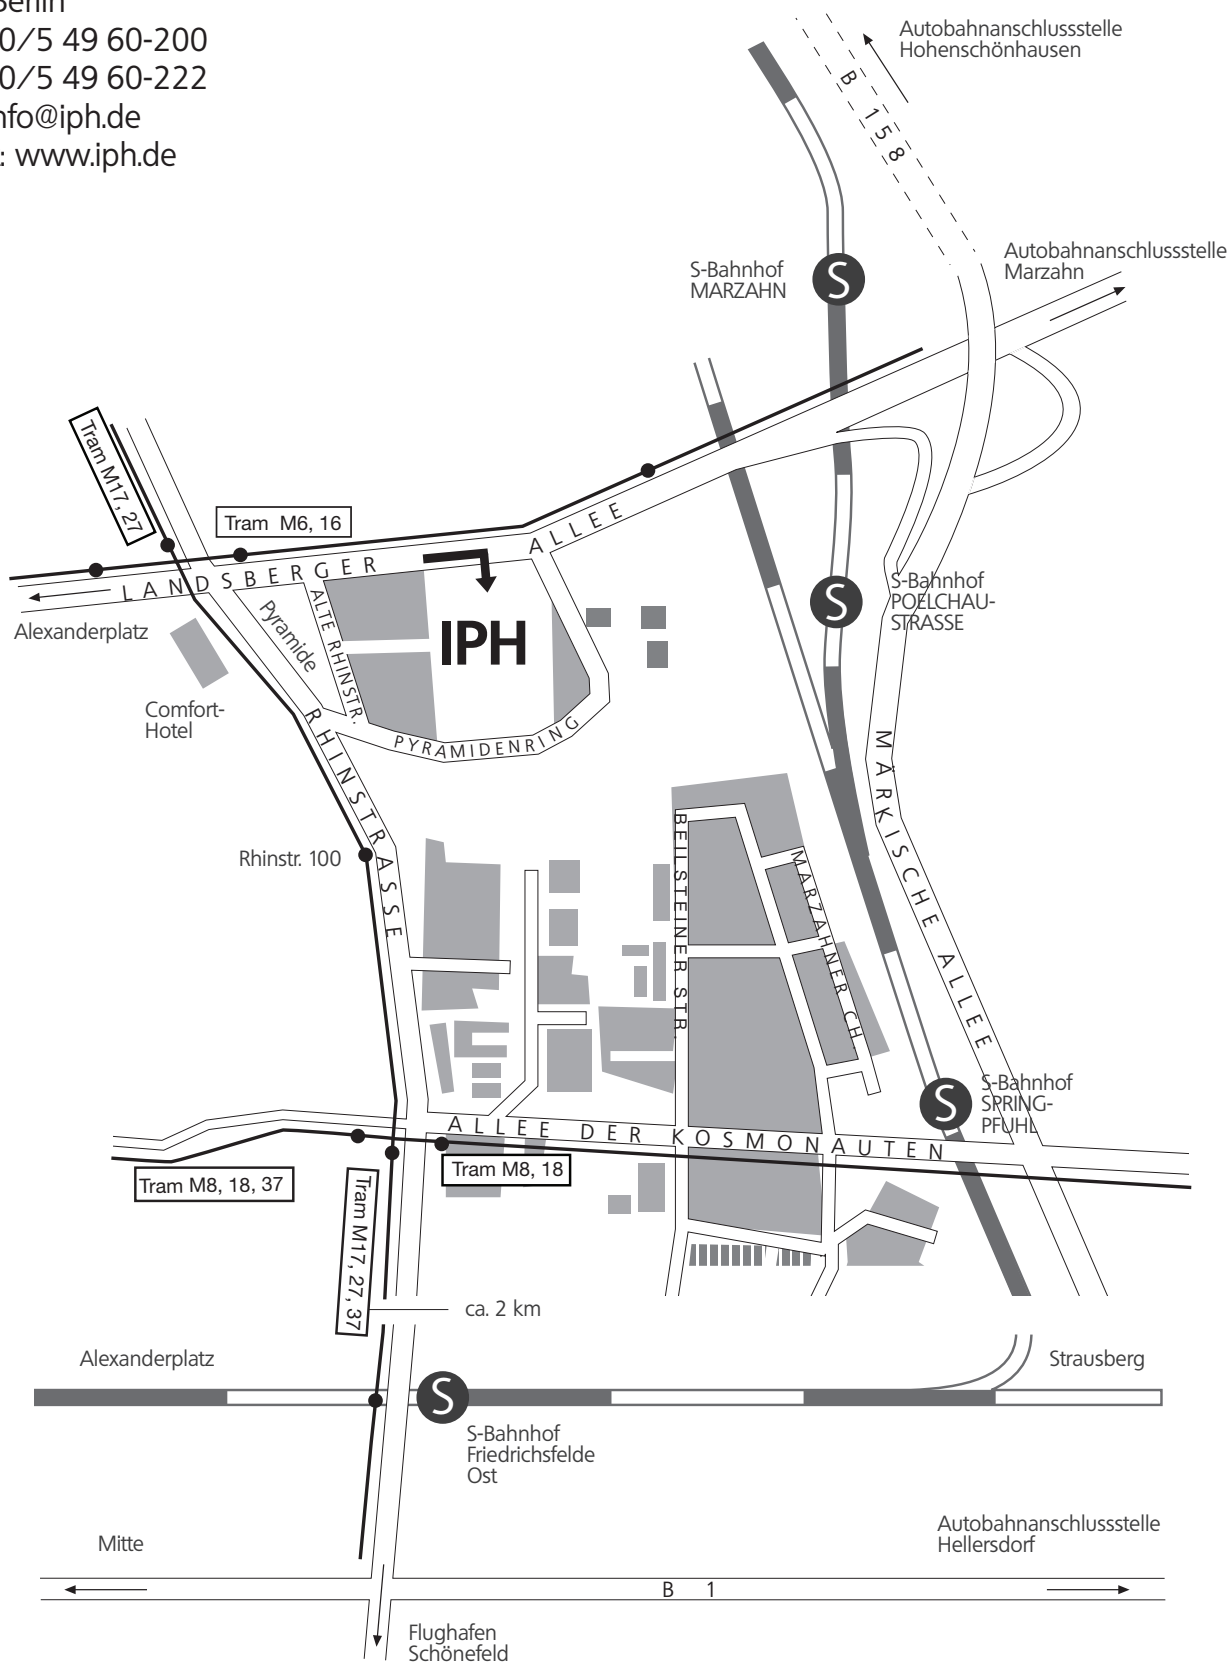 Berlin
0/5 49 60-200
0/5 49 60-222
nfo@iph.de
: www.iph.de
Autobahnanschlussstelle
Hohenschönhausen
B 158
Autobahnanschlussstelle
Marzahn
S-Bahnhof
MARZAHN
S
Tram M17, 27
Tram M6, 16
LANDSBERGER ALLEE
Alexanderplatz
Pyramide
ALTE RHINSTR.
IPH
S
S-Bahnhof
POELCHAU-
STRASSE
Comfort-
Hotel
PYRAMIDENRING
RHINSTRASSE
MÄRKISCHE ALLEE
Rhinstr. 100
BEILSTEINER STR.
MARZAHNER CH.
S
S-Bahnhof
SPRING-
PFUHL
ALLEE DER KOSMONAUTEN
Tram M8, 18, 37
Tram M8, 18
Tram M17, 27, 37
ca. 2 km
Alexanderplatz
Strausberg
S
S-Bahnhof
Friedrichsfelde
Ost
Mitte
Autobahnanschlussstelle
Hellersdorf
B 1
Flughafen
Schönefeld